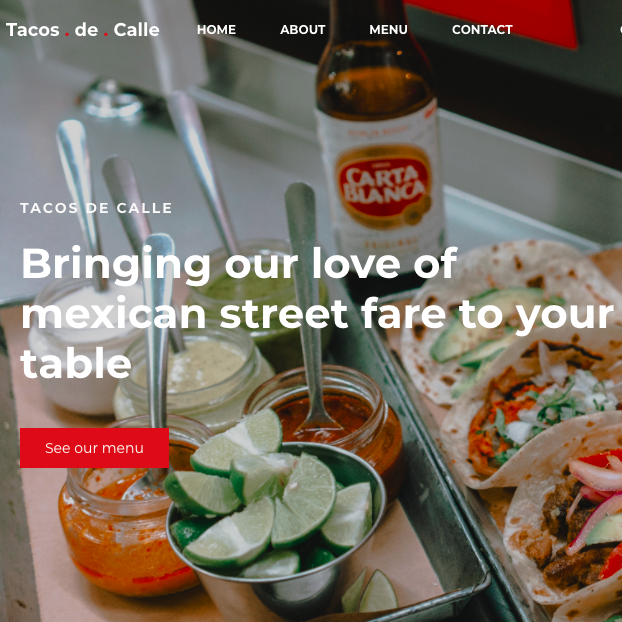 Tacos . de . Calle
HOME
ABOUT
MENU
CONTACT
CARTA
BLANCA
TACOS DE CALLE
Bringing our love of
mexican street fare to your
table
See our menu